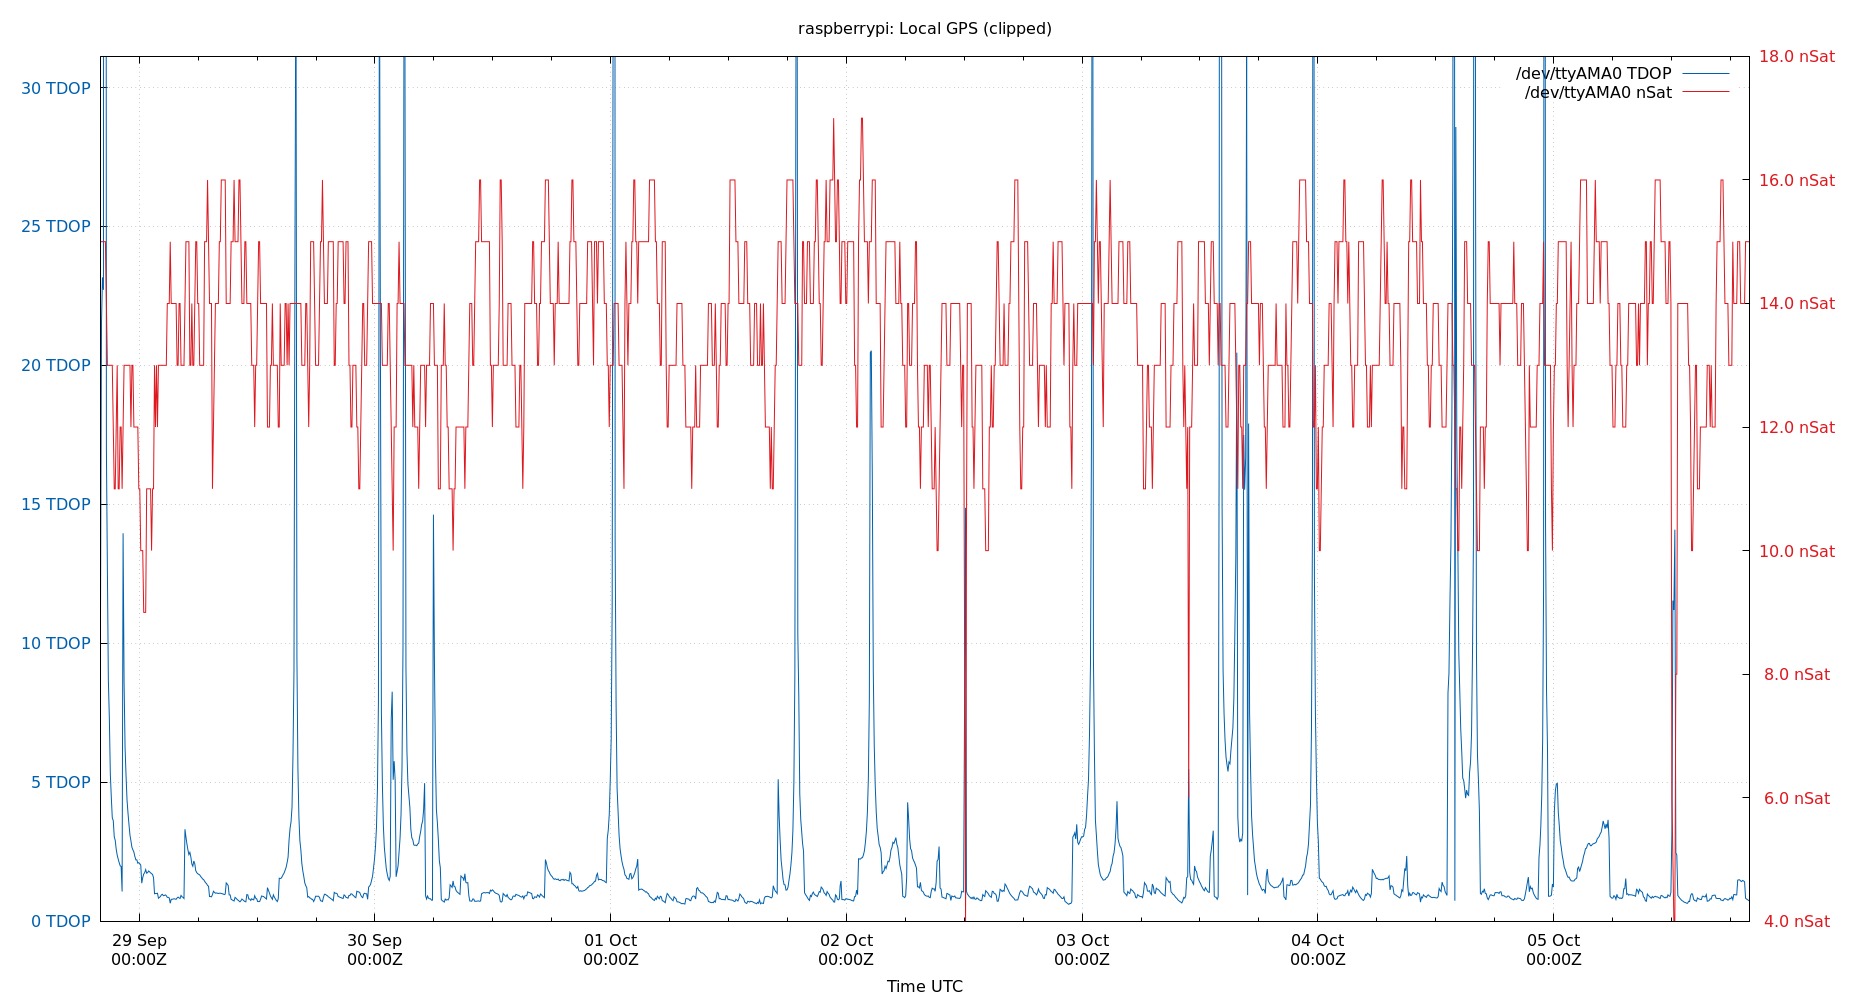 raspberrypi: Local GPS (clipped)
30 TDOP
25 TDOP
20 TDOP
15 TDOP
10 TDOP
5 TDOP
0 TDOP
18.0 nSat
16.0 nSat
14.0 nSat
12.0 nSat
10.0 nSat
8.0 nSat
6.0 nSat
4.0 nSat
/dev/ttyAMA0 TDOP
/dev/ttyAMA0 nSat
29 Sep
00:00Z
30 Sep
00:00Z
01 Oct
00:00Z
02 Oct
00:00Z
03 Oct
00:00Z
04 Oct
00:00Z
05 Oct
00:00Z
Time UTC